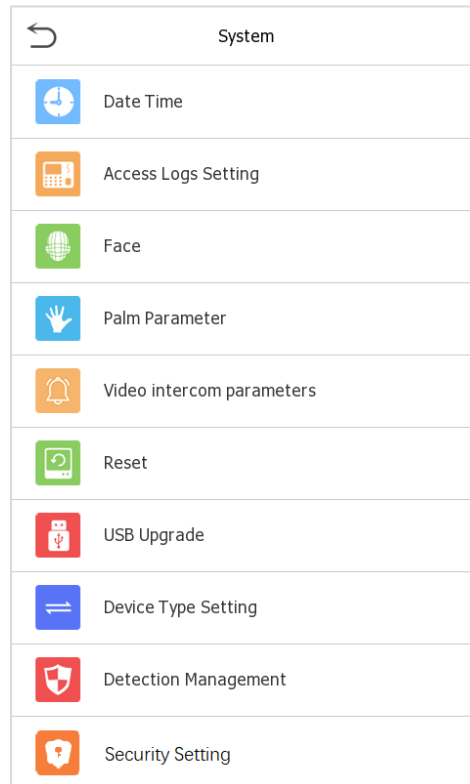 System
Date Time
Access Logs Setting
Face
Palm Parameter
Video intercom parameters
Reset
USB Upgrade
Device Type Setting
Detection Management
Security Setting